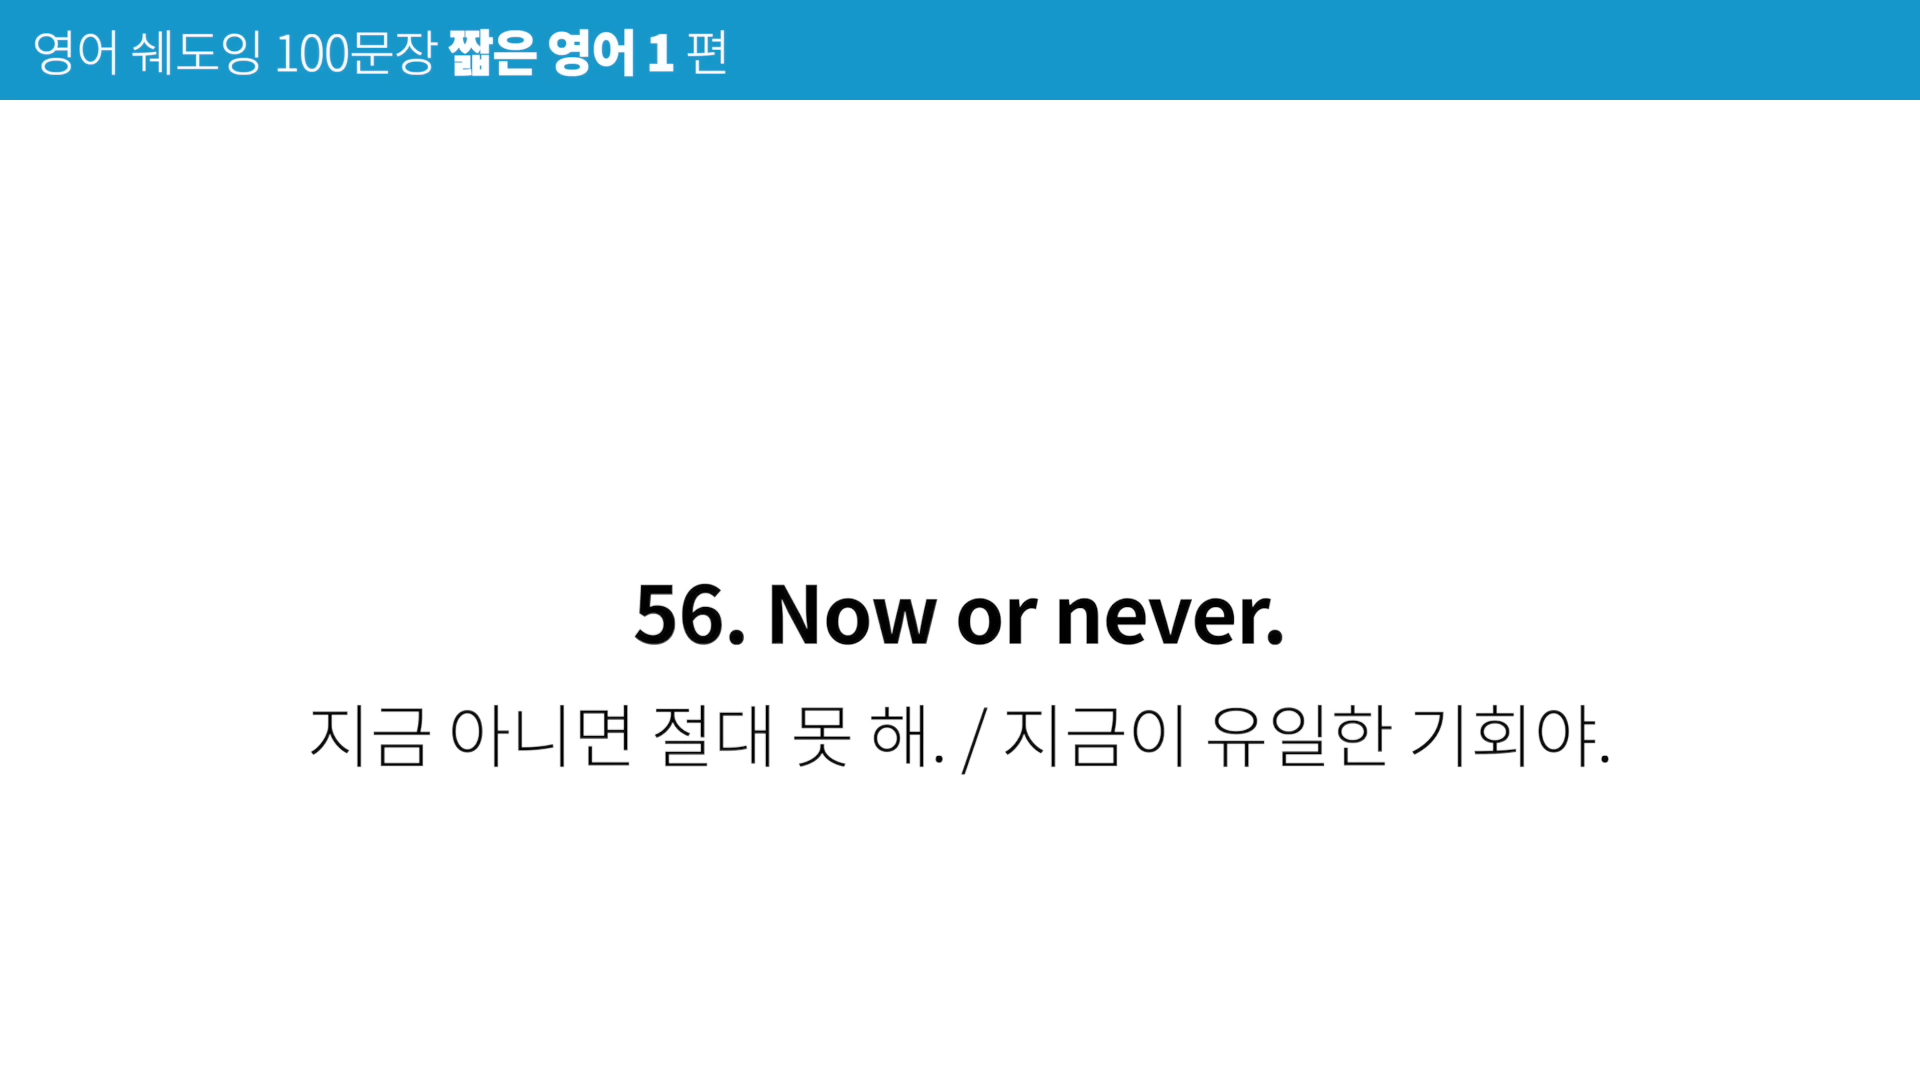 영어 쉐도잉 100문장 짧은 영어 1 편
56. Now or never.
지금 아니면 절대 못 해. / 지금이 유일한 기회야.